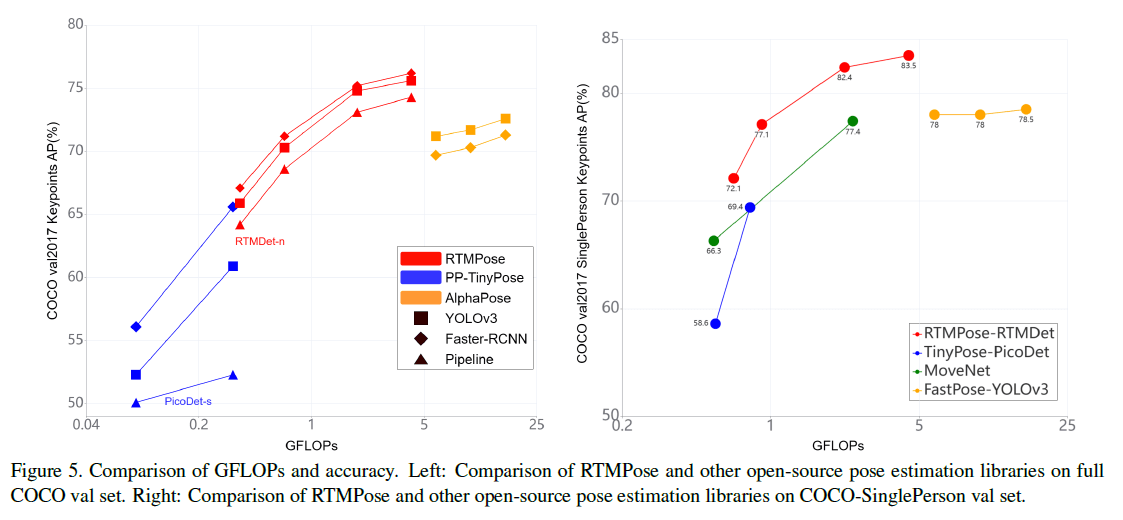 COCO val2017 Keypoints AP(%)
80
75
70
65
60
55
50
0.04
0.2
1
5
25
GFLOPs
RTMDet-n
PicoDet-s
RTMPose
PP-TinyPose
AlphaPose
YOLOv3
Faster-RCNN
Pipeline
COCO val2017 SinglePerson Keypoints AP(%)
85
80
70
60
50
0.2
1
5
25
GFLOPs
72.1
77.1
82.4
83.5
66.3
77.4
58.6
69.4
78
78
78.5
RTMPose-RTMDet
TinyPose-PicoDet
MoveNet
FastPose-YOLOv3
Figure 5. Comparison of GFLOPs and accuracy. Left: Comparison of RTMPose and other open-source pose estimation libraries on full
COCO val set. Right: Comparison of RTMPose and other open-source pose estimation libraries on COCO-SinglePerson val set.